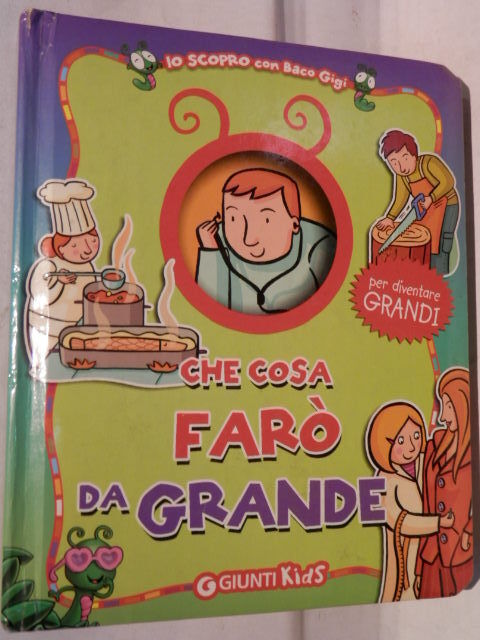 IO SCOPRO con Baco Gigi
per diventare
GRANDI
CHE COSA
FARÒ
DA GRANDE
GIUNTI KiDS